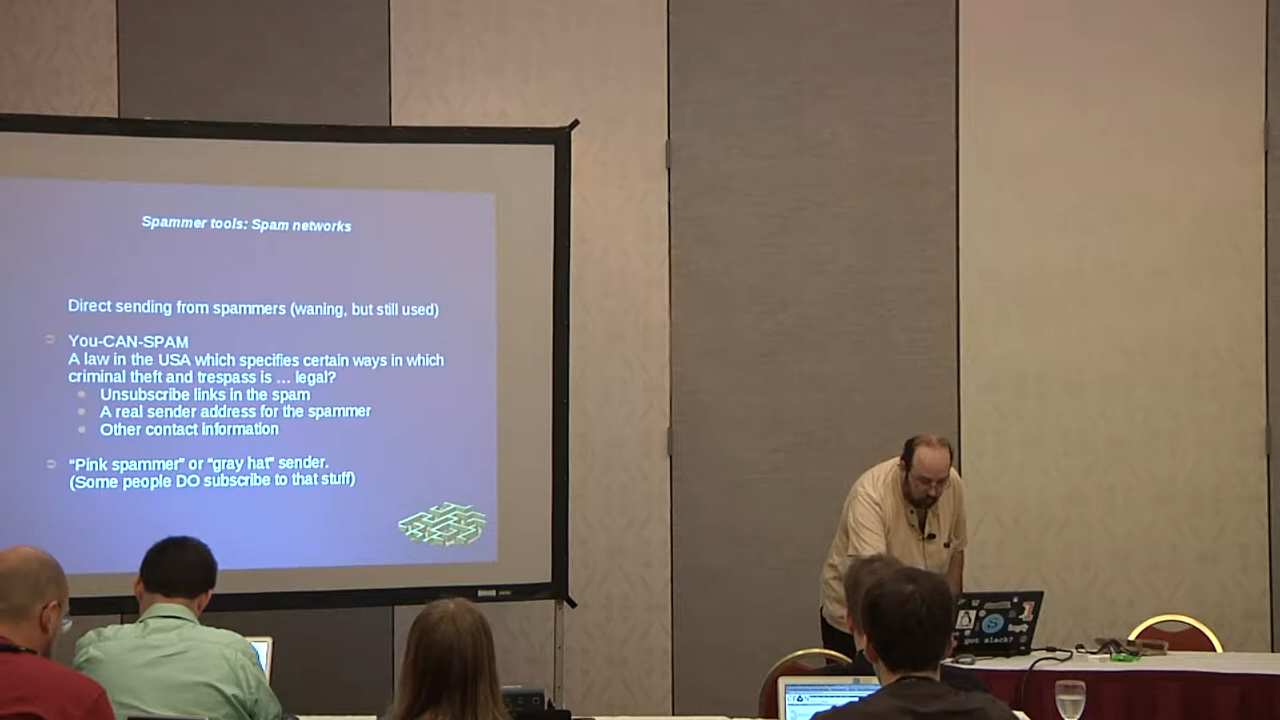 Spammer tools: Spam networks
Direct sending from spammers (waning, but still used)
You-CAN-SPAM
A law in the USA which specifies certain ways in which
criminal theft and trespass is ... legal?
Unsubscribe links in the spam
A real sender address for the spammer
Other contact information
“Pink spammer” or “gray hat” sender.
(Some people DO subscribe to that stuff)
got slack?